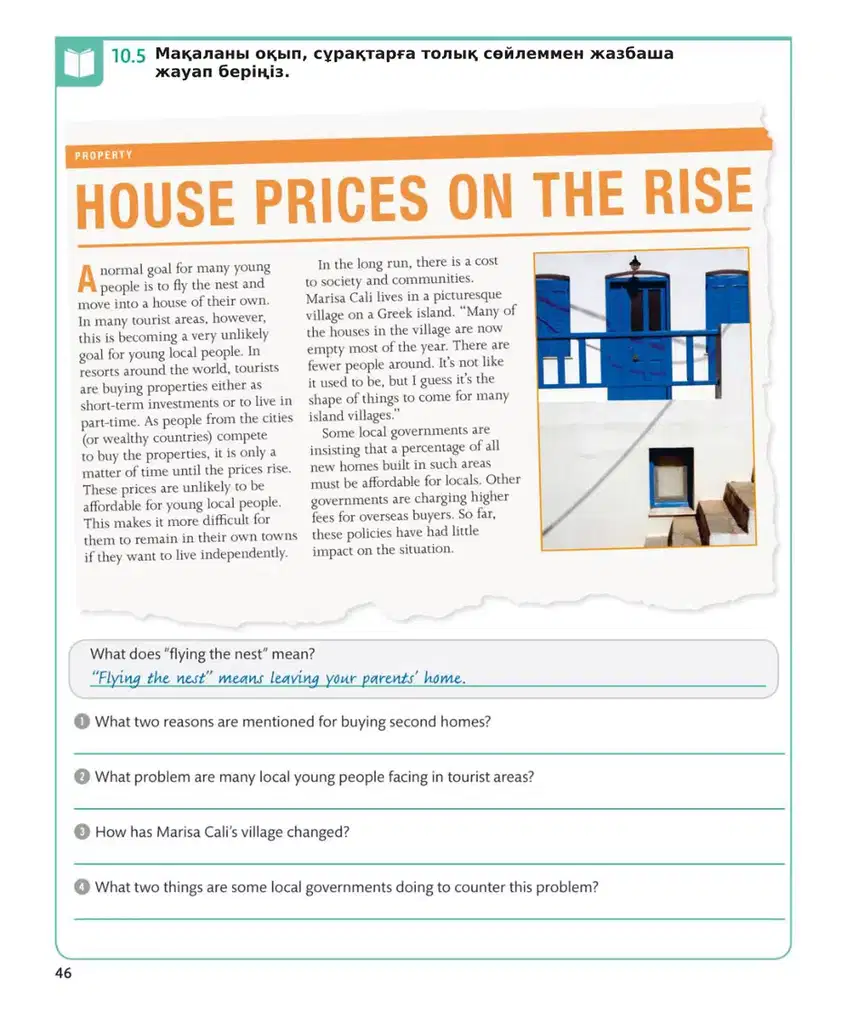 10.5 Мақаланы оқып, сұрақтарға толық сөйлеммен жазбаша
жауап беріңіз.
PROPERTY
HOUSE PRICES ON THE RISE
A normal goal for many young
people is to fly the nest and
move into a house of their own.
In many tourist areas, however,
this is becoming a very unlikely
goal for young local people. In
resorts around the world, tourists
are buying properties either as
short-term investments or to live in
part-time. As people from the cities
(or wealthy countries) compete
to buy the properties, it is only a
matter of time until the prices rise.
These prices are unlikely to be
affordable for young local people.
This makes it more difficult for
them to remain in their own towns
if they want to live independently.
In the long run, there is a cost
to society and communities.
Marisa Cali lives in a picturesque
village on a Greek island. “Many of
the houses in the village are now
empty most of the year. There are
fewer people around. It’s not like
it used to be, but I guess it’s the
shape of things to come for many
island villages.”
Some local governments are
insisting that a percentage of all
new homes built in such areas
must be affordable for locals. Other
governments are charging higher
fees for overseas buyers. So far,
these policies have had little
impact on the situation.
What does “flying the nest” mean?
“Flying the nest” means leaving your parents’ home.
1 What two reasons are mentioned for buying second homes?
2 What problem are many local young people facing in tourist areas?
3 How has Marisa Cali’s village changed?
4 What two things are some local governments doing to counter this problem?
46